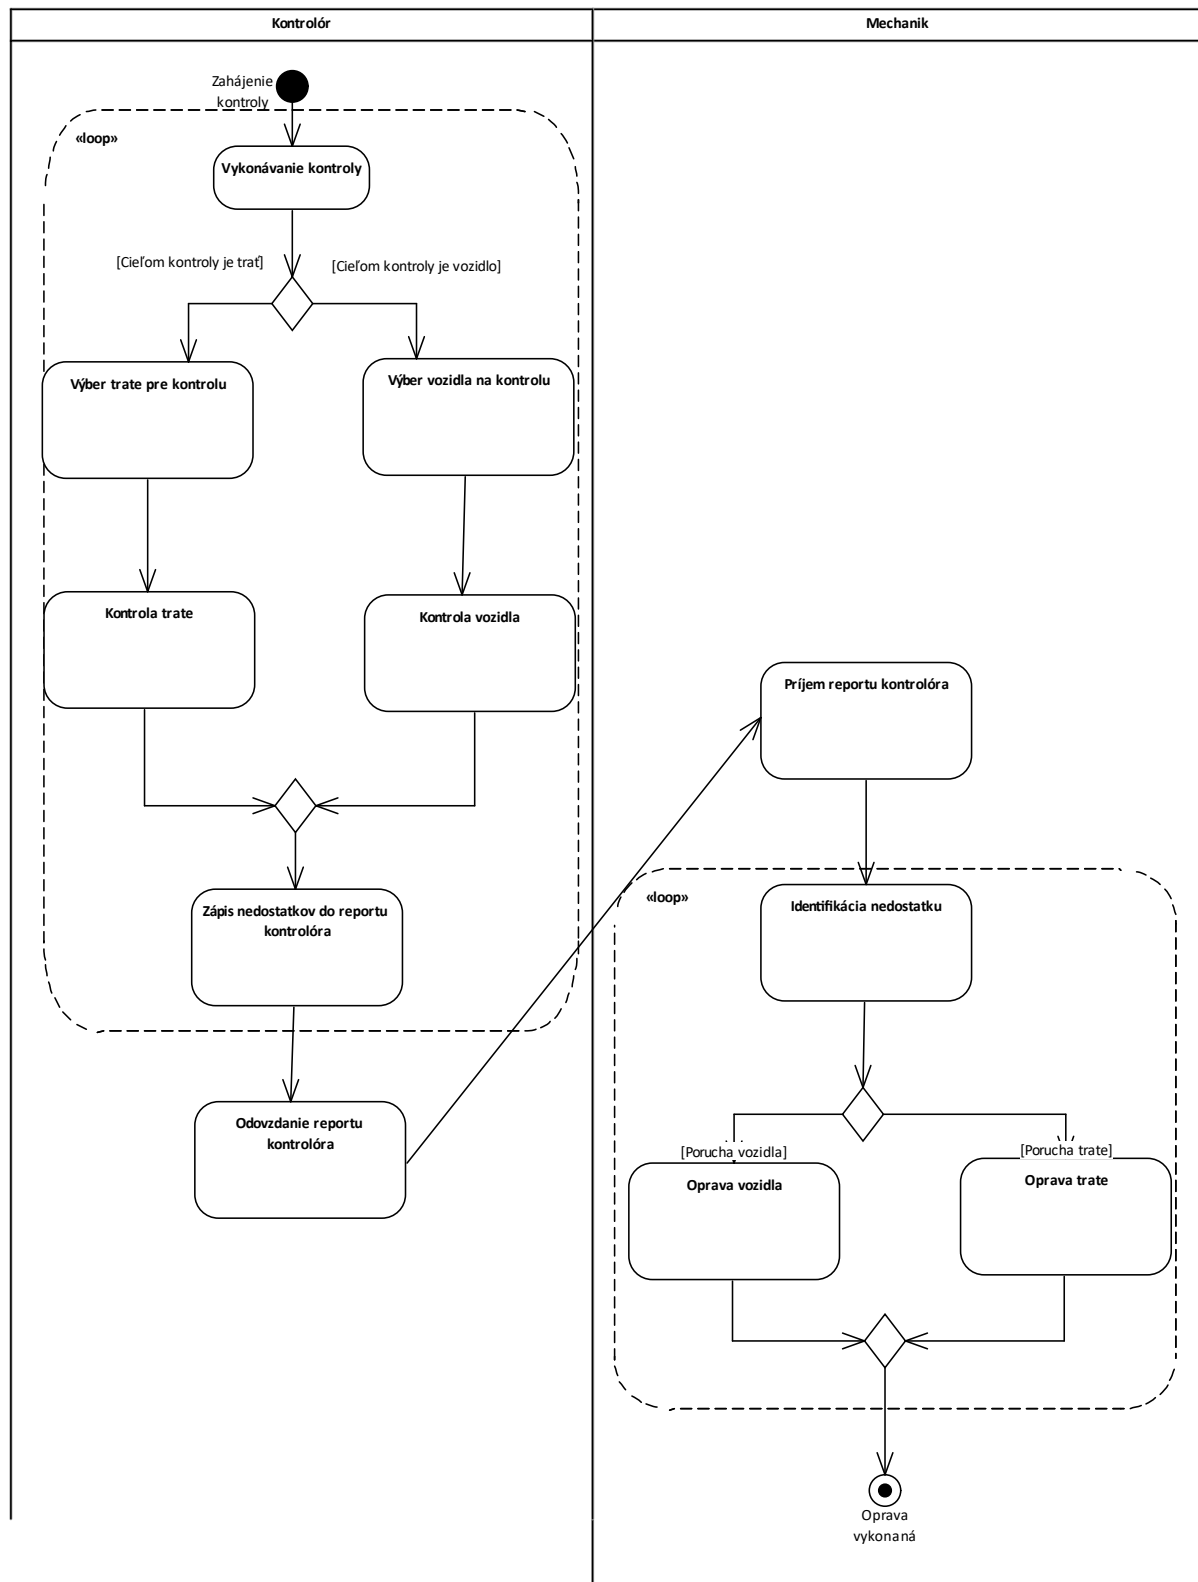 Kontrolór
Mechanik
Zahájenie
kontroly
«loop»
Vykonávanie kontroly
[Cieľom kontroly je trať]
[Cieľom kontroly je vozidlo]
Výber trate pre kontrolu
Výber vozidla na kontrolu
Kontrola trate
Kontrola vozidla
Príjem reportu kontrolóra
Zápis nedostatkov do reportu
kontrolóra
«loop»
Identifikácia nedostatku
Odovzdanie reportu
kontrolóra
[Porucha vozidla]
[Porucha trate]
Oprava vozidla
Oprava trate
Oprava
vykonaná